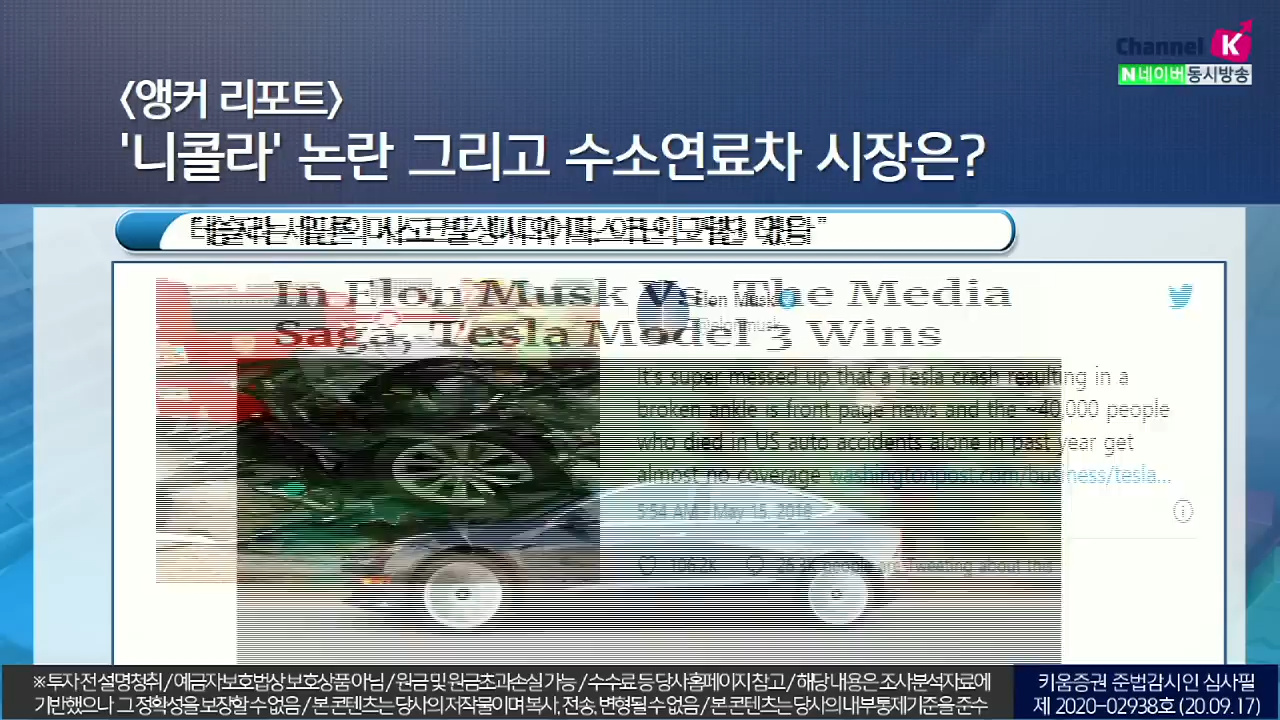 Channel K
N 네이버 동시방송
<앵커 리포트>
'니콜라' 논란 그리고 수소연료차 시장은?
In Elon Musk Vs. The Media
Saga, Tesla Model 3 Wins
Elon Musk
@elonmusk
It's super messed up that a Tesla crash resulting in a
broken ankle is front page news and the ~40,000 people
who died in US auto accidents alone in past year get
almost no coverage washingtonpost.com/business/tesla...
5:54 AM - May 15, 2018
people are Tweeting about this
※ 투자 전 설명청취 / 예금자보호법상 보호상품 아님 / 원금 및 원금초과손실 가능 / 수수료 등 당사홈페이지 참고 / 해당 내용은 조사분석자료에
기반했으나 그 정확성을 보장할 수 없음 / 본 콘텐츠는 당사의 저작물이며 복사, 전송, 변형될 수 없음 / 본 콘텐츠는 당사의 내부통제기준을 준수
키움증권 준법감시인 심사필
제 2020-02938호 (20.09.17)